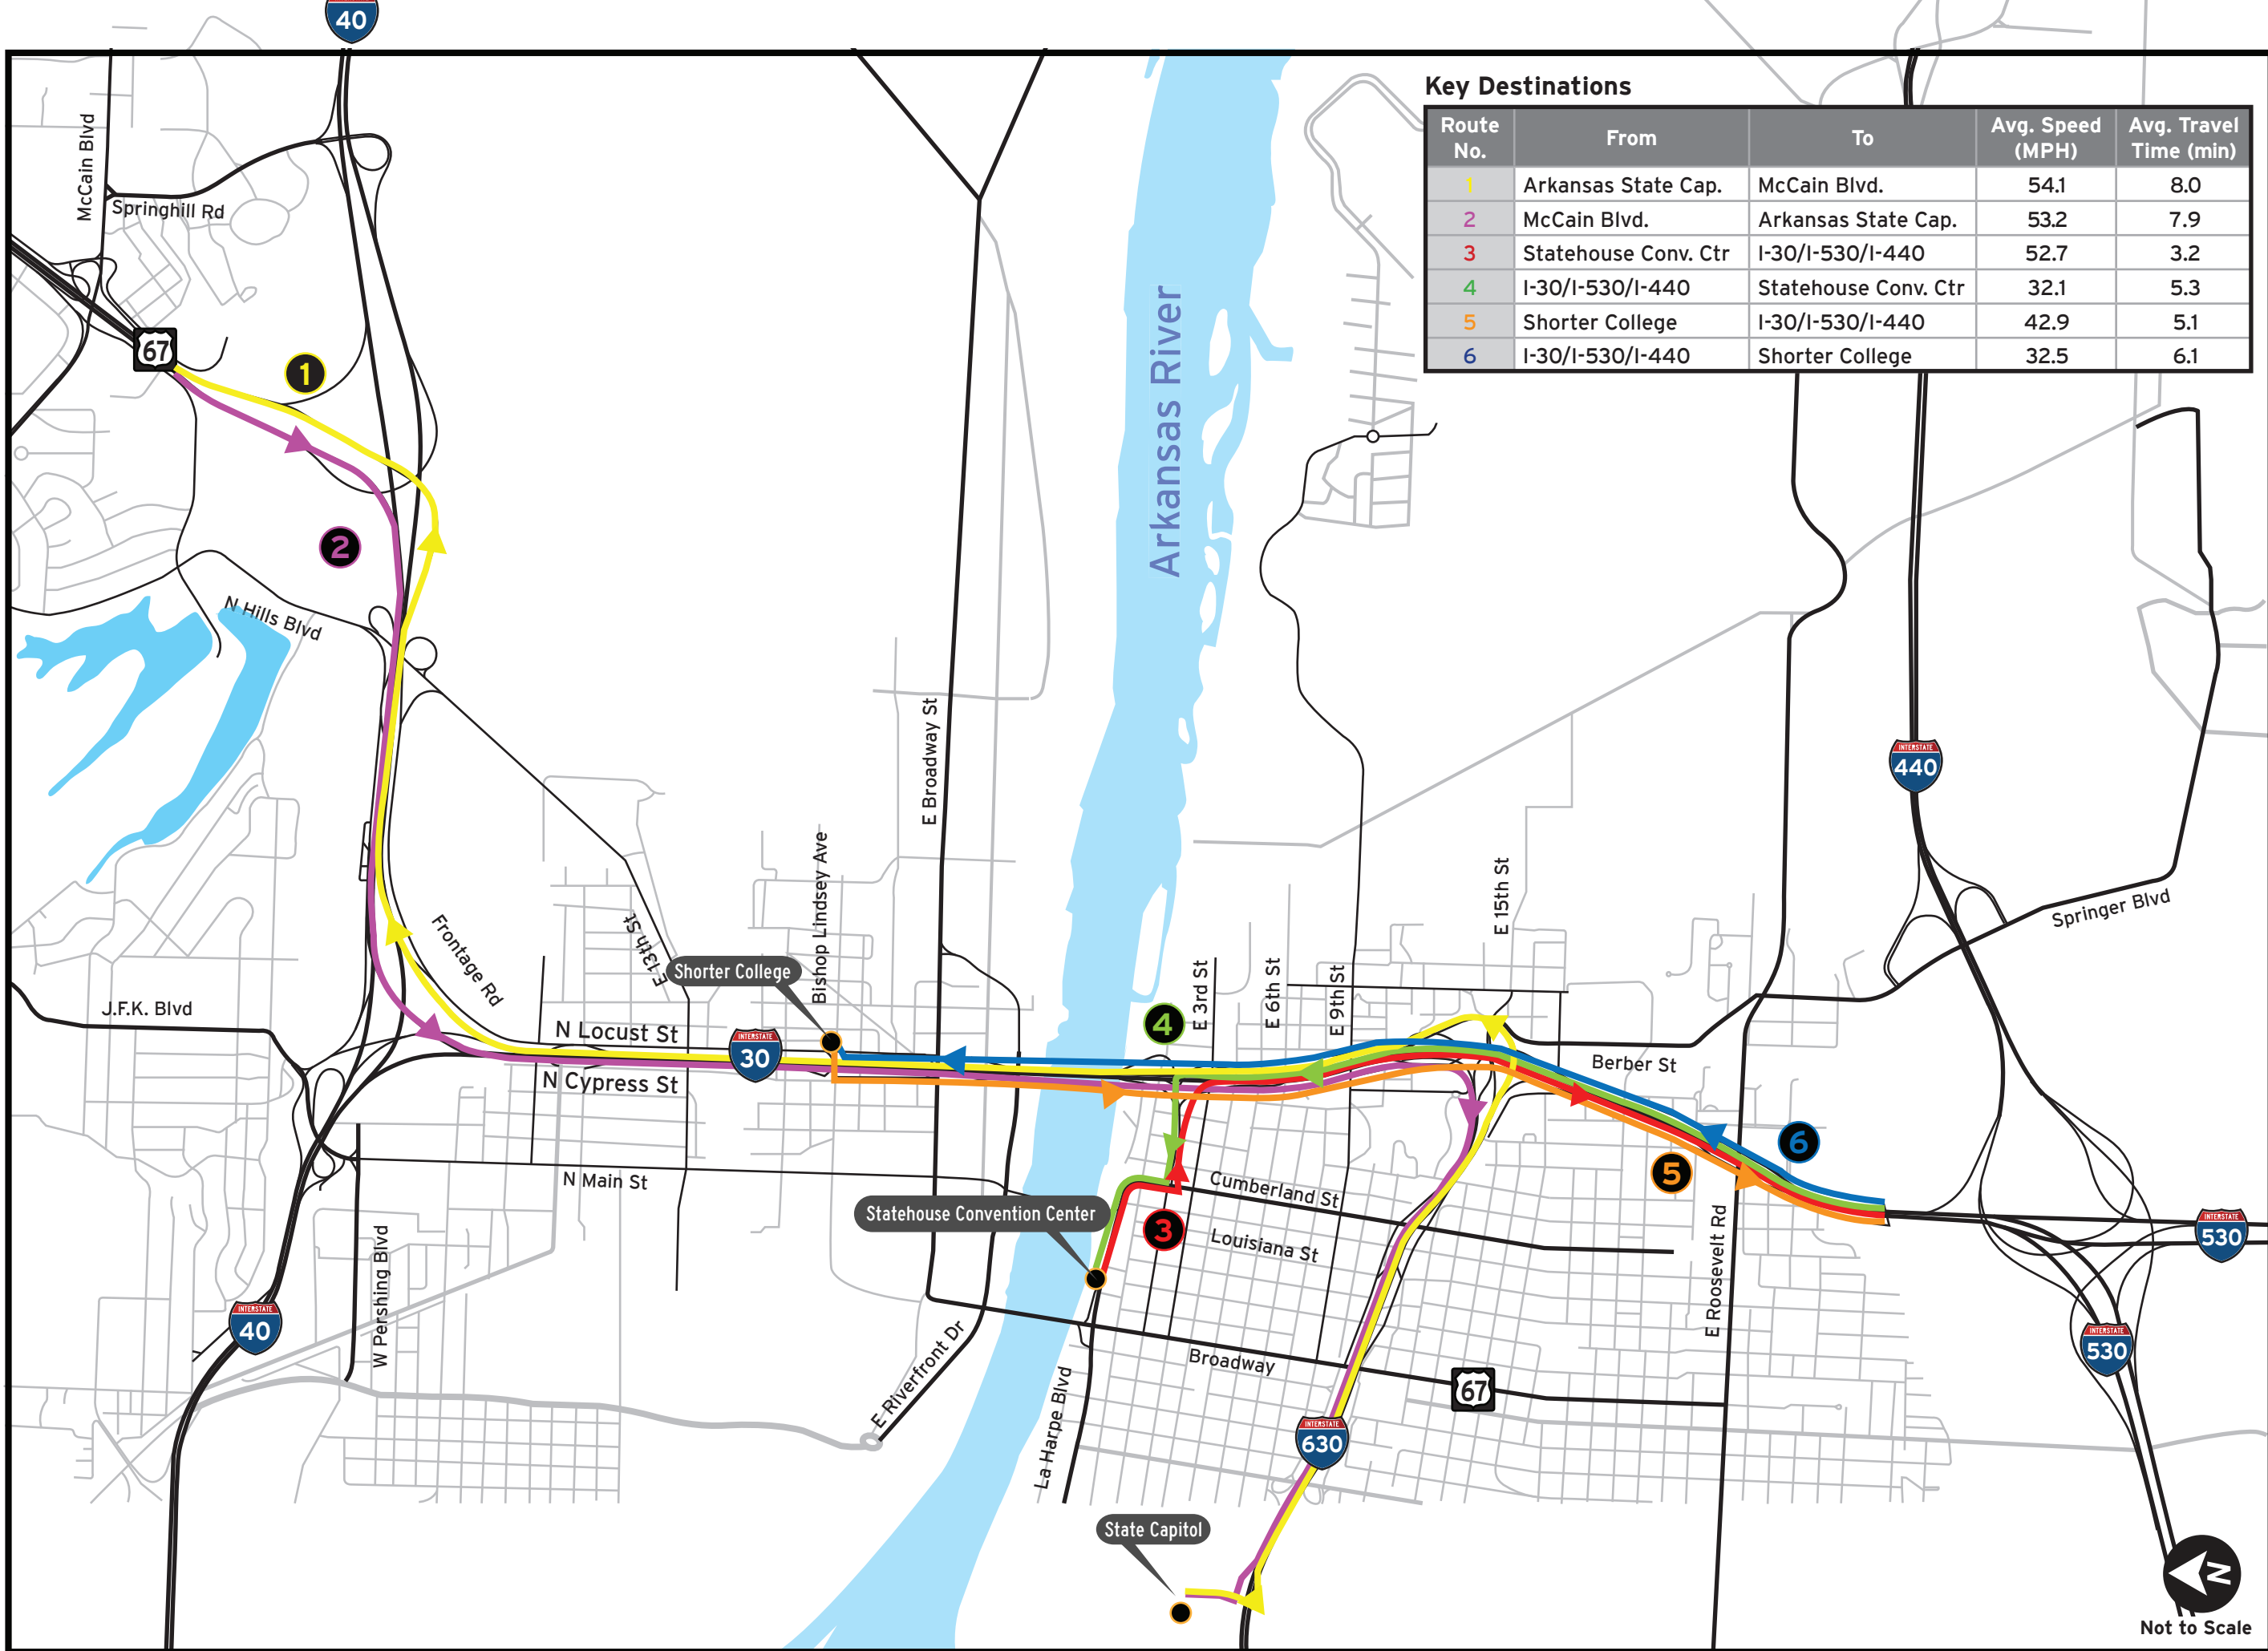 40
Key Destinations
Route No. | From | To | Avg. Speed (MPH) | Avg. Travel Time (min)
1 | Arkansas State Cap. | McCain Blvd. | 54.1 | 8.0
2 | McCain Blvd. | Arkansas State Cap. | 53.2 | 7.9
3 | Statehouse Conv. Ctr | I-30/I-530/I-440 | 52.7 | 3.2
4 | I-30/I-530/I-440 | Statehouse Conv. Ctr | 32.1 | 5.3
5 | Shorter College | I-30/I-530/I-440 | 42.9 | 5.1
6 | I-30/I-530/I-440 | Shorter College | 32.5 | 6.1
McCain Blvd
Springhill Rd
67
1
2
Arkansas River
N Hills Blvd
E Broadway St
INTERSTATE
440
Springer Blvd
Frontage Rd
E 13th St
Bishop Lindsey Ave
Shorter College
E 15th St
E 3rd St
E 6th St
E 9th St
J.F.K. Blvd
N Locust St
INTERSTATE
30
N Cypress St
4
Berber St
6
5
N Main St
Cumberland St
Statehouse Convention Center
3
Louisiana St
E Roosevelt Rd
INTERSTATE
530
W Pershing Blvd
INTERSTATE
40
INTERSTATE
530
E Riverfront Dr
Broadway
67
La Harpe Blvd
INTERSTATE
630
State Capitol
N
Not to Scale